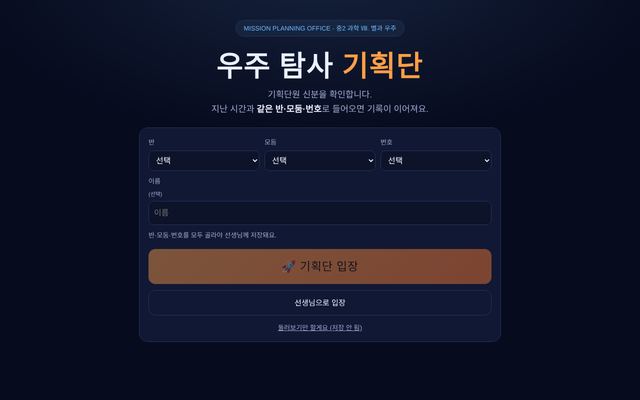 MISSION PLANNING OFFICE · 중2 과학 Ⅶ. 별과 우주
우주 탐사 기획단
기획단원 신분을 확인합니다.
지난 시간과 같은 반·모둠·번호로 들어오면 기록이 이어져요.
반 모둠 번호
선택 선택 선택
이름
(선택)
이름
반·모둠·번호를 모두 골라야 선생님께 저장돼요.
🚀 기획단 입장
선생님으로 입장
둘러보기만 할게요 (저장 안 됨)